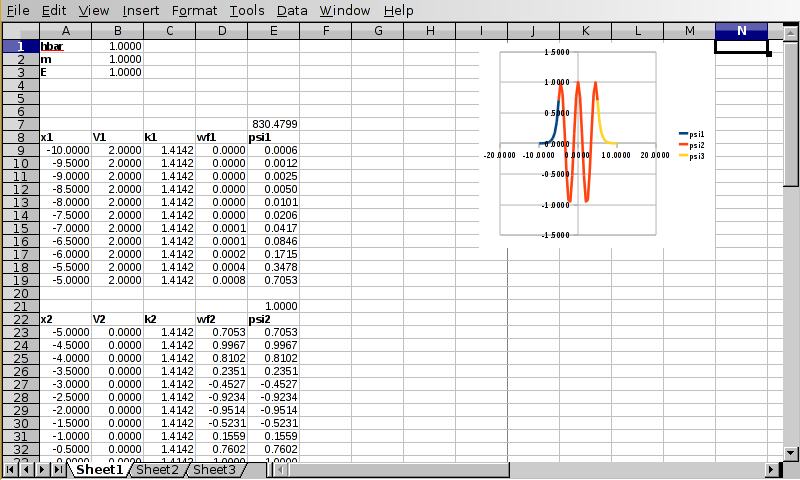 File Edit View Insert Format Tools Data Window Help
A B C D E F G H I J K L M N
1 hbar 1.0000
2 m 1.0000
3 E 1.0000
4
5
6
7 830.4799
8 x1 V1 k1 wf1 psi1
9 -10.0000 2.0000 1.4142 0.0000 0.0006
10 -9.5000 2.0000 1.4142 0.0000 0.0012
11 -9.0000 2.0000 1.4142 0.0000 0.0025
12 -8.5000 2.0000 1.4142 0.0000 0.0050
13 -8.0000 2.0000 1.4142 0.0000 0.0101
14 -7.5000 2.0000 1.4142 0.0000 0.0206
15 -7.0000 2.0000 1.4142 0.0001 0.0417
16 -6.5000 2.0000 1.4142 0.0001 0.0846
17 -6.0000 2.0000 1.4142 0.0002 0.1715
18 -5.5000 2.0000 1.4142 0.0004 0.3478
19 -5.0000 2.0000 1.4142 0.0008 0.7053
20
21 1.0000
22 x2 V2 k2 wf2 psi2
23 -5.0000 0.0000 1.4142 0.7053 0.7053
24 -4.5000 0.0000 1.4142 0.9967 0.9967
25 -4.0000 0.0000 1.4142 0.8102 0.8102
26 -3.5000 0.0000 1.4142 0.2351 0.2351
27 -3.0000 0.0000 1.4142 -0.4527 -0.4527
28 -2.5000 0.0000 1.4142 -0.9234 -0.9234
29 -2.0000 0.0000 1.4142 -0.9514 -0.9514
30 -1.5000 0.0000 1.4142 -0.5231 -0.5231
31 -1.0000 0.0000 1.4142 0.1559 0.1559
32 -0.5000 0.0000 1.4142 0.7602 0.7602
1.5000
1.0000
0.5000
0.0000
-0.5000
-1.0000
-1.5000
-20.0000 -10.0000 0.0000 10.0000 20.0000
psi1
psi2
psi3
Sheet1 Sheet2 Sheet3